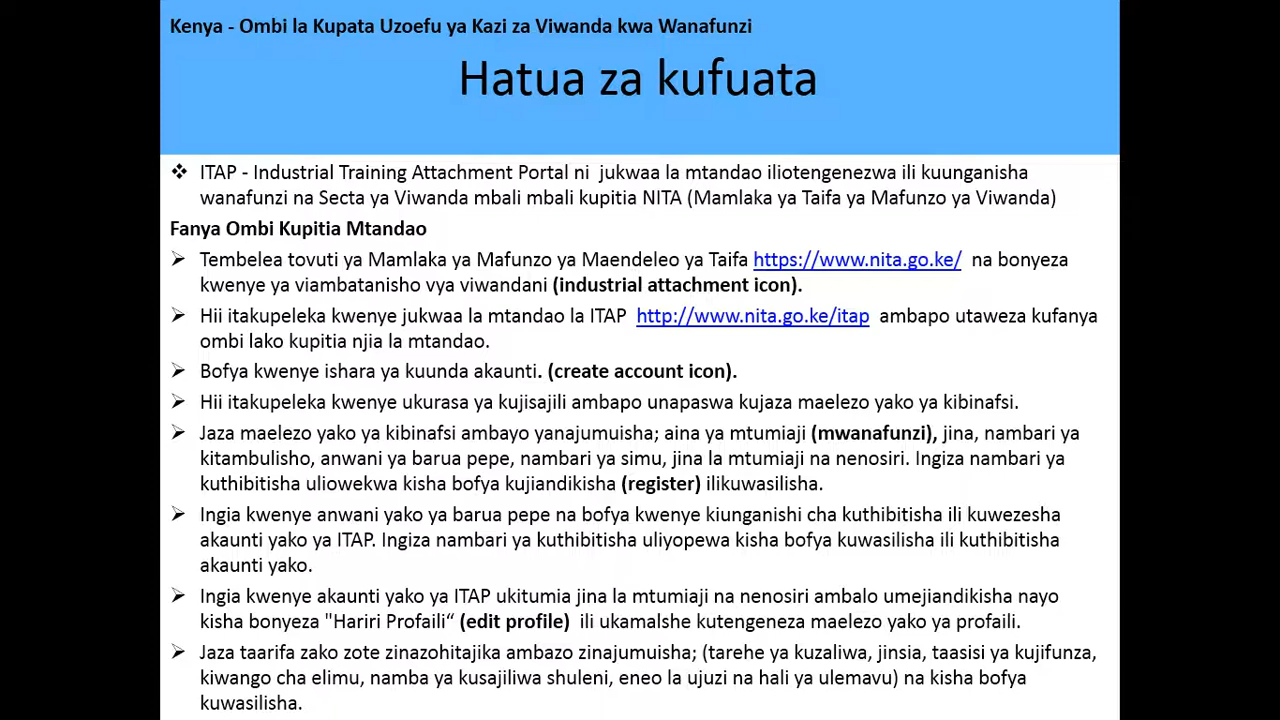 Kenya - Ombi la Kupata Uzoefu ya Kazi za Viwanda kwa Wanafunzi
Hatua za kufuata
❖ ITAP - Industrial Training Attachment Portal ni jukwaa la mtandao iliotengenezwa ili kuunganisha
wanafunzi na Secta ya Viwanda mbali mbali kupitia NITA (Mamlaka ya Taifa ya Mafunzo ya Viwanda)
Fanya Ombi Kupitia Mtandao
➢ Tembelea tovuti ya Mamlaka ya Mafunzo ya Maendeleo ya Taifa https://www.nita.go.ke/ na bonyeza
kwenye ya viambatanisho vya viwandani (industrial attachment icon).
➢ Hii itakupeleka kwenye jukwaa la mtandao la ITAP http://www.nita.go.ke/itap ambapo utaweza kufanya
ombi lako kupitia njia la mtandao.
➢ Bofya kwenye ishara ya kuunda akaunti. (create account icon).
➢ Hii itakupeleka kwenye ukurasa ya kujisajili ambapo unapaswa kujaza maelezo yako ya kibinafsi.
➢ Jaza maelezo yako ya kibinafsi ambayo yanajumuisha; aina ya mtumiaji (mwanafunzi), jina, nambari ya
kitambulisho, anwani ya barua pepe, nambari ya simu, jina la mtumiaji na nenosiri. Ingiza nambari ya
kuthibitisha uliowekwa kisha bofya kujiandikisha (register) ilikuwasilisha.
➢ Ingia kwenye anwani yako ya barua pepe na bofya kwenye kiunganishi cha kuthibitisha ili kuwezesha
akaunti yako ya ITAP. Ingiza nambari ya kuthibitisha uliyopewa kisha bofya kuwasilisha ili kuthibitisha
akaunti yako.
➢ Ingia kwenye akaunti yako ya ITAP ukitumia jina la mtumiaji na nenosiri ambalo umejiandikisha nayo
kisha bonyeza "Hariri Profaili“ (edit profile) ili ukamalshe kutengeneza maelezo yako ya profaili.
➢ Jaza taarifa zako zote zinazohitajika ambazo zinajumuisha; (tarehe ya kuzaliwa, jinsia, taasisi ya kujifunza,
kiwango cha elimu, namba ya kusajiliwa shuleni, eneo la ujuzi na hali ya ulemavu) na kisha bofya
kuwasilisha.